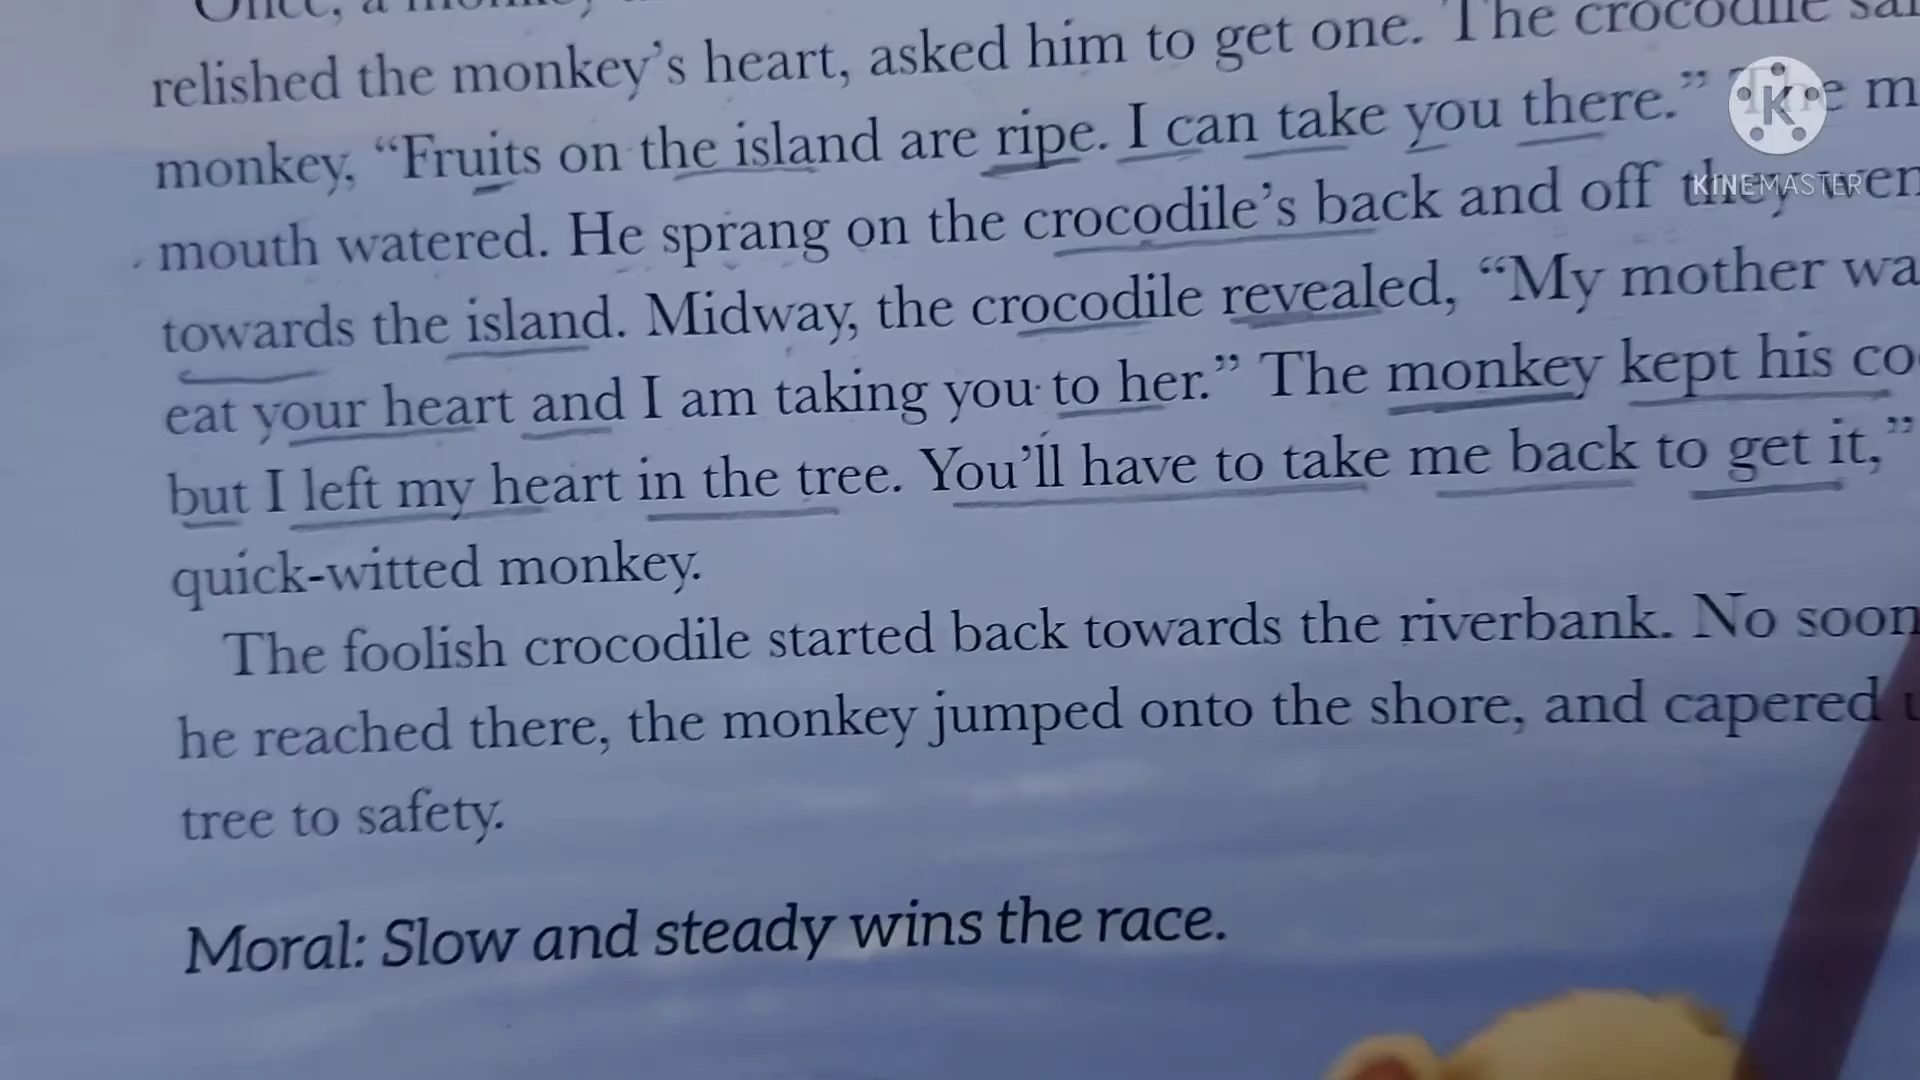 Once, a monkey
relished the monkey's heart, asked him to get one. The crocodile
monkey, “Fruits on the island are ripe. I can take you there.” The
mouth watered. He sprang on the crocodile's back and off they
towards the island. Midway, the crocodile revealed, “My mother
eat your heart and I am taking you to her.” The monkey kept his
but I left my heart in the tree. You'll have to take me back to get it,”
quick-witted monkey.
The foolish crocodile started back towards the riverbank. No
he reached there, the monkey jumped onto the shore, and capered
tree to safety.
Moral: Slow and steady wins the race.
K
KINEMASTER